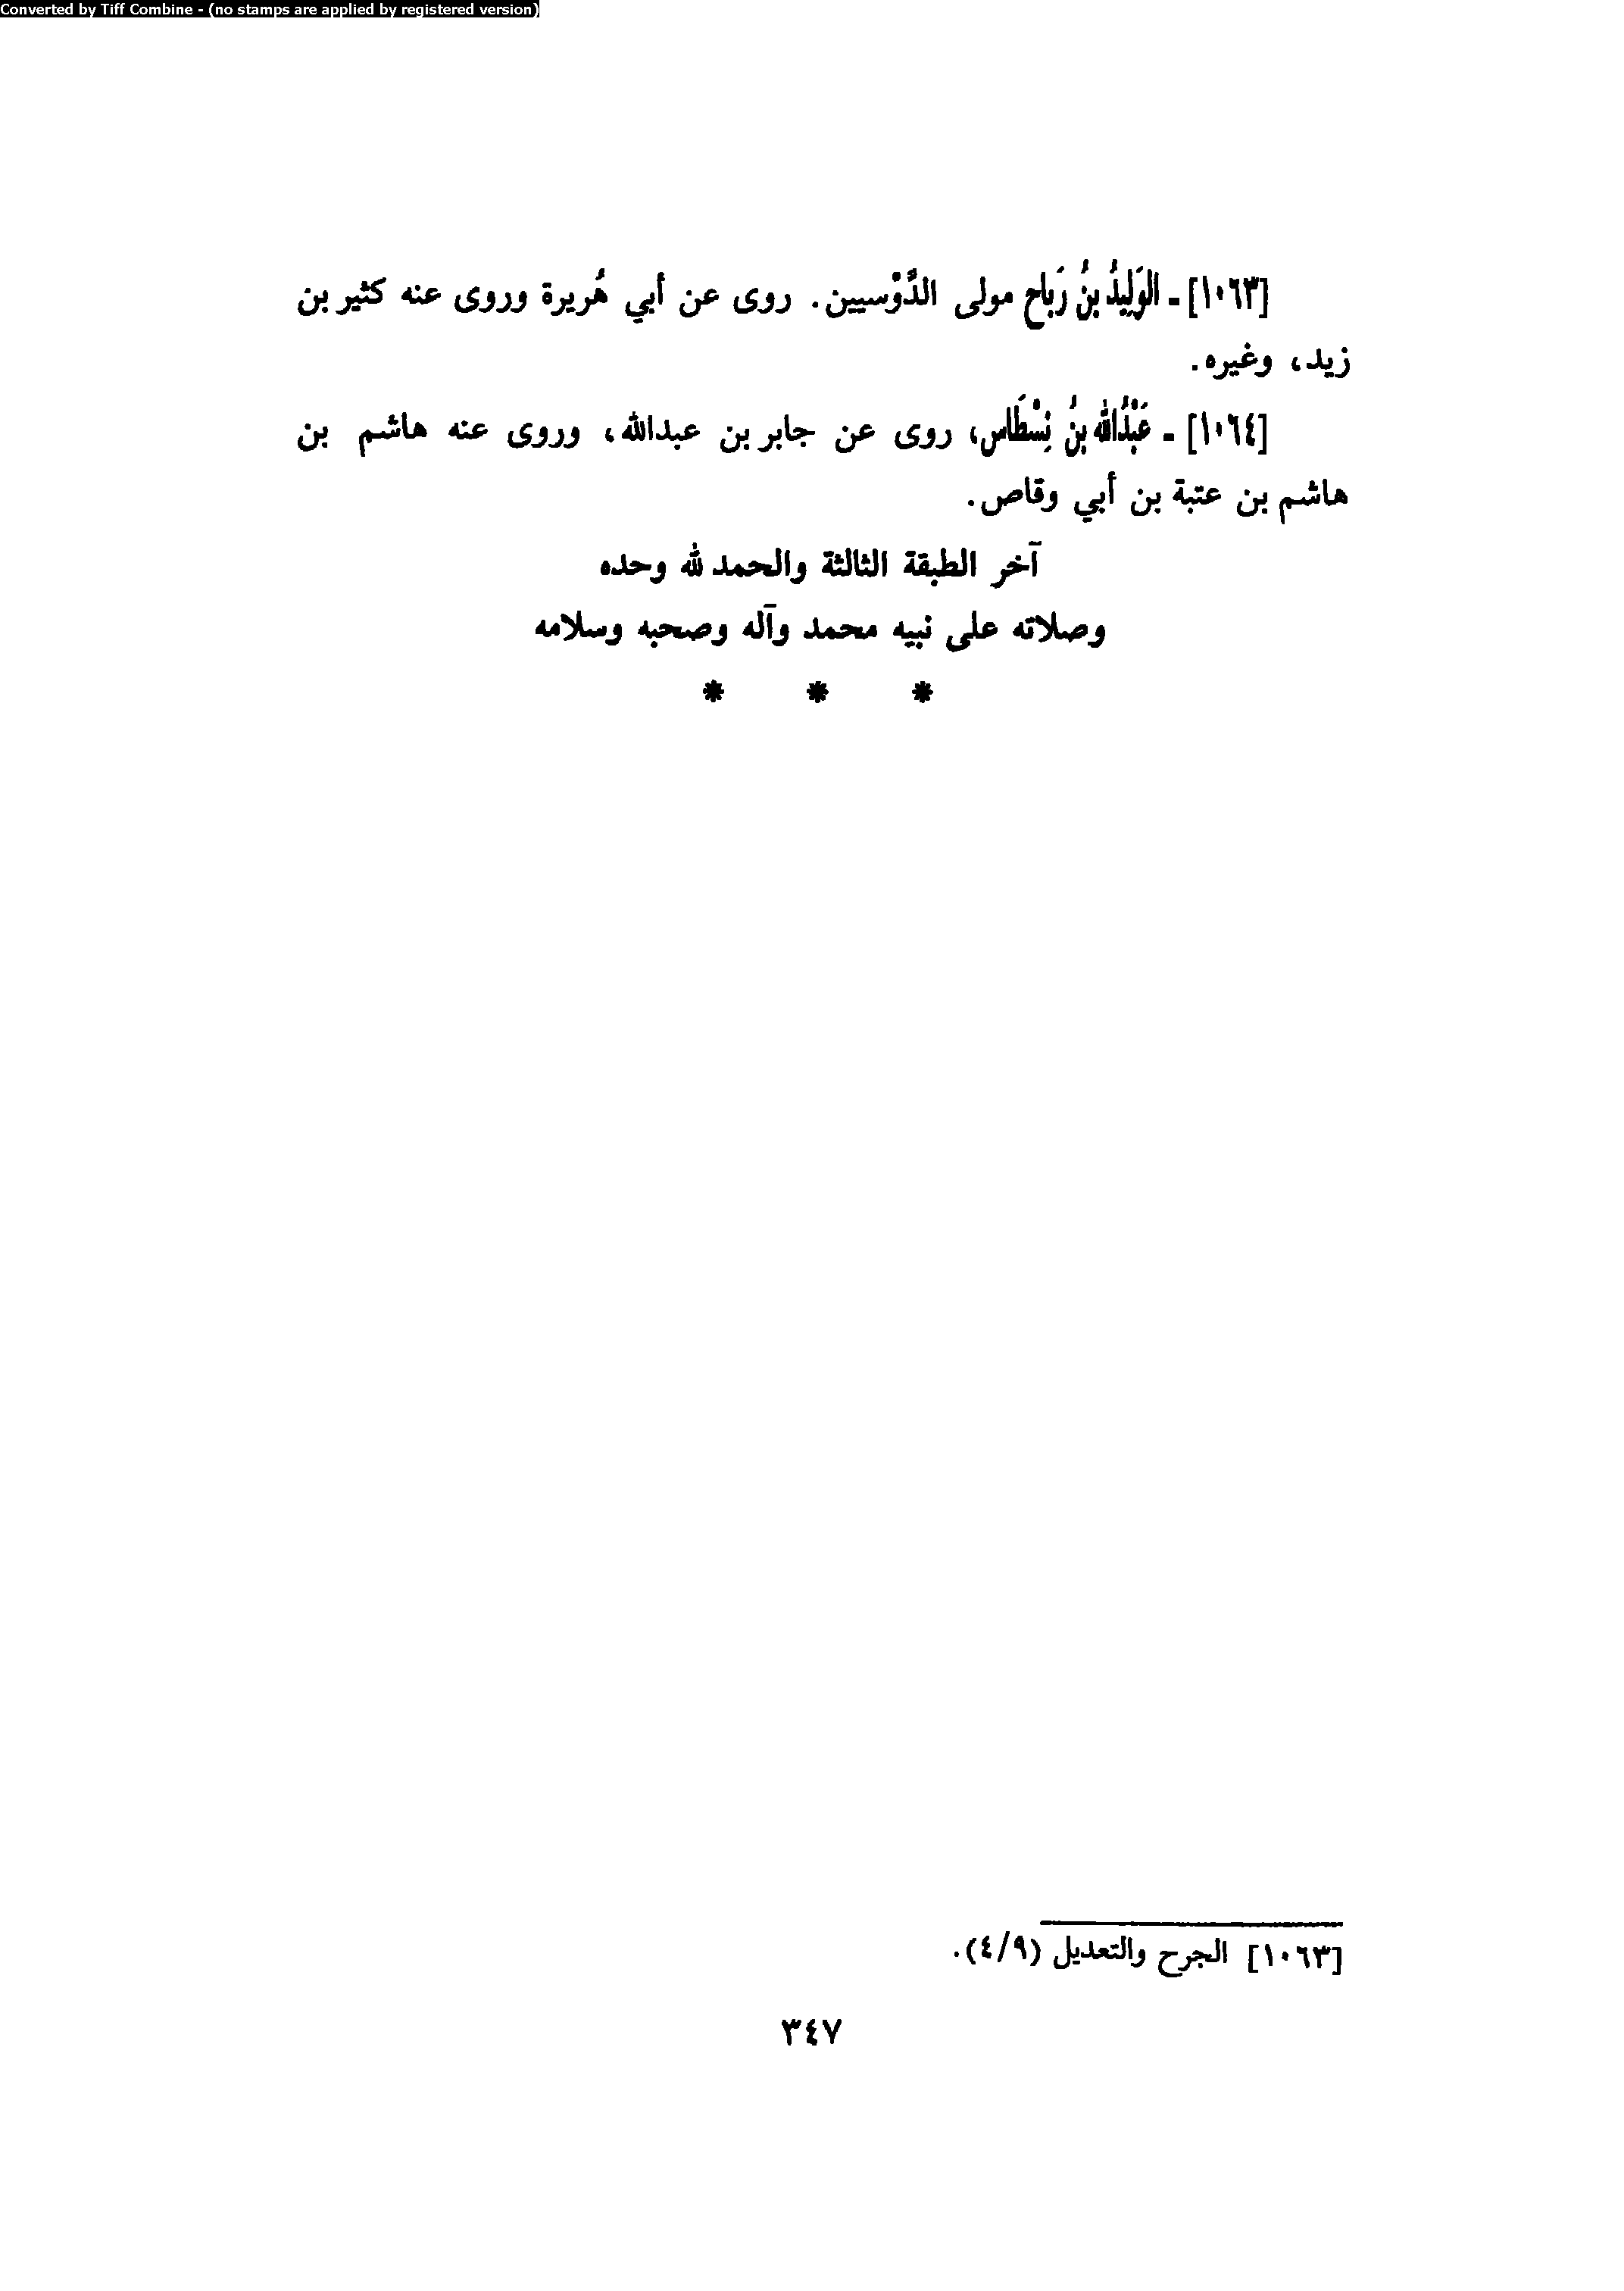 Converted by Tiff Combine - (no stamps are applied by registered version)
[١٠٦٣] ـ الوَلِيدُ بنُ رَباح مولى الدَّوْسيين. روى عن أبي هُريرة وروى عنه كثير بن
زيد، وغيره.
[١٠٦٤] ـ عَبْدُالله بنُ نِسْطَاس، روى عن جابر بن عبدالله، وروى عنه هاشم بن
هاشم بن عتبة بن أبي وقاص.
آخر الطبقة الثالثة والحمد لله وحده
وصلاته على نبيه محمد وآله وصحبه وسلامه
* * *
[١٠٦٣] الجرح والتعديل (٤/٩).
٣٤٧